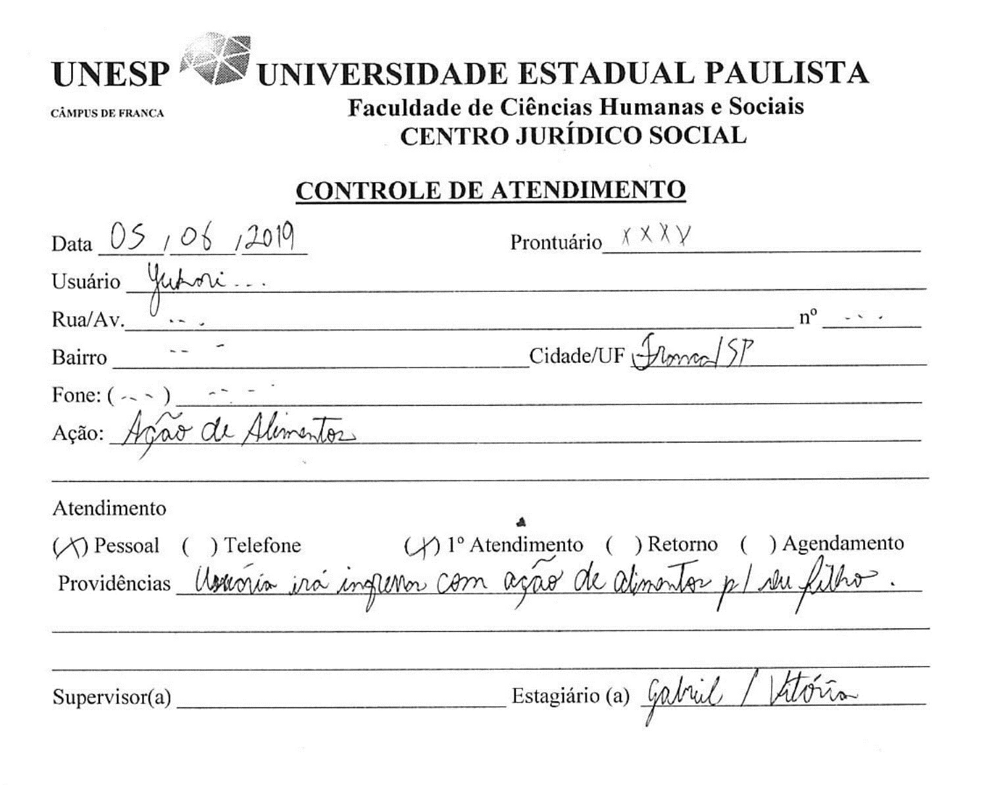 UNESP UNIVERSIDADE ESTADUAL PAULISTA
CÂMPUS DE FRANCA
Faculdade de Ciências Humanas e Sociais
CENTRO JURÍDICO SOCIAL
CONTROLE DE ATENDIMENTO
Data 05/06/2019 Prontuário XXXX
Usuário Yukari...
Rua/Av. ... nº ...
Bairro --- Cidade/UF Franca/SP
Fone: (---) ----
Ação: Ação de Alimentos
Atendimento
(X) Pessoal ( ) Telefone (X) 1º Atendimento ( ) Retorno ( ) Agendamento
Providências Usuária irá ingressar com ação de alimentos p/ seu filho.
Supervisor(a) Estagiário (a) Gabriel / Vitória